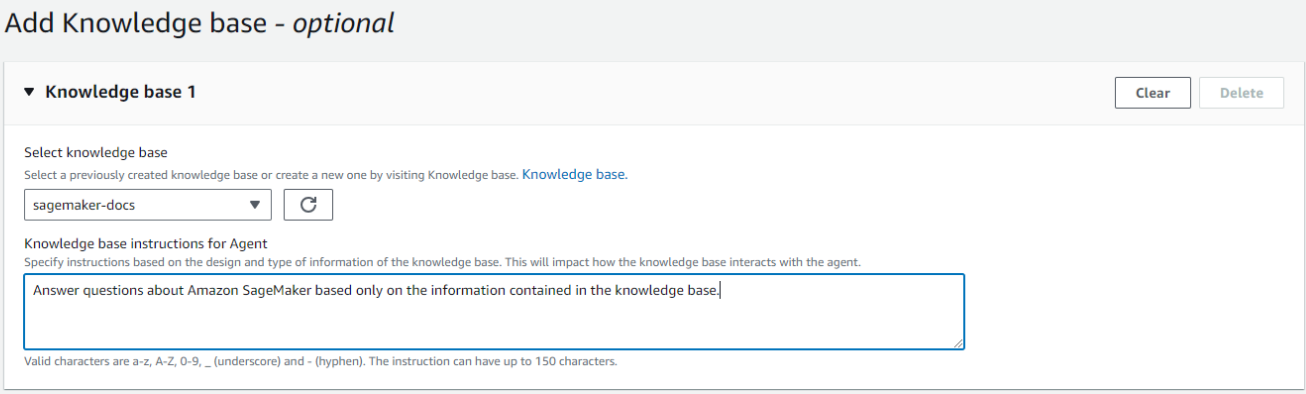 Add Knowledge base - optional
▼ Knowledge base 1
Clear
Delete
Select knowledge base
Select a previously created knowledge base or create a new one by visiting Knowledge base. Knowledge base.
sagemaker-docs
Knowledge base instructions for Agent
Specify instructions based on the design and type of information of the knowledge base. This will impact how the knowledge base interacts with the agent.
Answer questions about Amazon SageMaker based only on the information contained in the knowledge base.
Valid characters are a-z, A-Z, 0-9, _ (underscore) and - (hyphen). The instruction can have up to 150 characters.